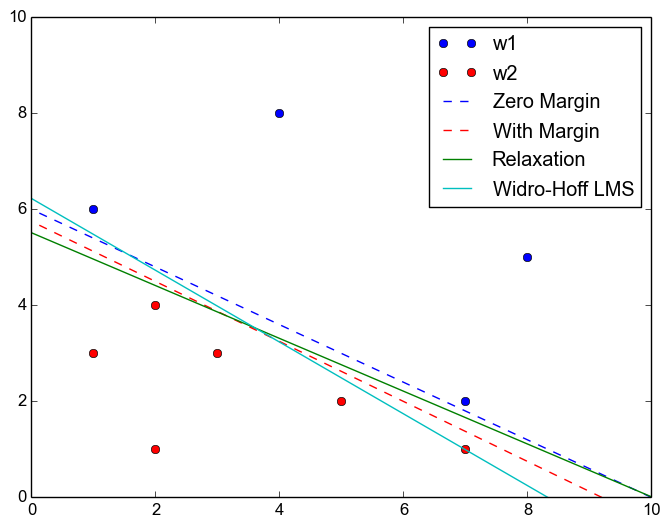 10
8
6
4
2
0
0 2 4 6 8 10
w1
w2
Zero Margin
With Margin
Relaxation
Widro-Hoff LMS